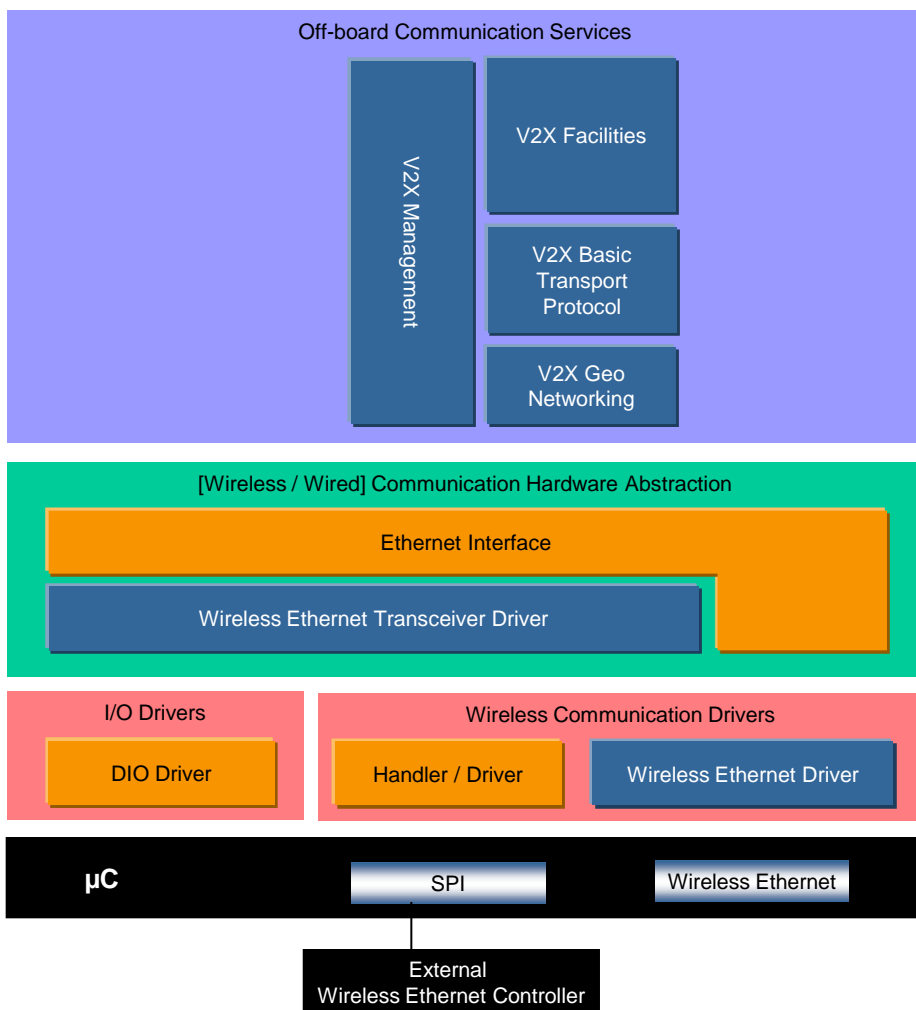 Off-board Communication Services
V2X Management
V2X Facilities
V2X Basic
Transport
Protocol
V2X Geo
Networking
[Wireless / Wired] Communication Hardware Abstraction
Ethernet Interface
Wireless Ethernet Transceiver Driver
I/O Drivers
DIO Driver
Wireless Communication Drivers
Handler / Driver
Wireless Ethernet Driver
µC
SPI
Wireless Ethernet
External
Wireless Ethernet Controller